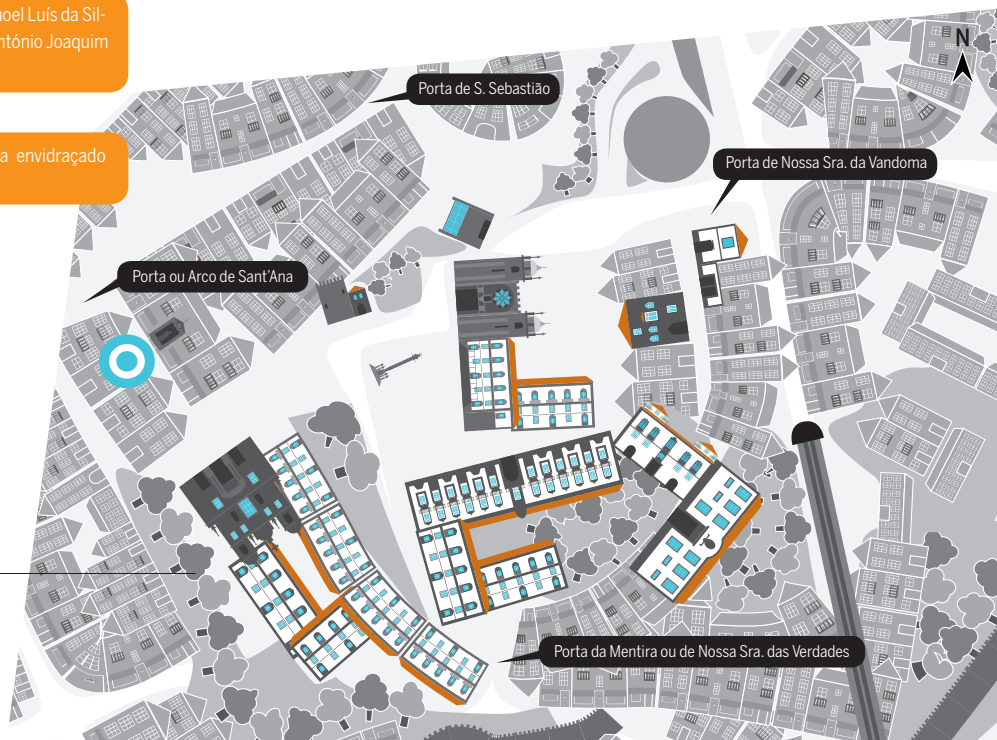 noel Luís da Sil-
ntónio Joaquim
a envidraçado
N
Porta de S. Sebastião
Porta de Nossa Sra. da Vandoma
Porta ou Arco de Sant'Ana
Porta da Mentira ou de Nossa Sra. das Verdades